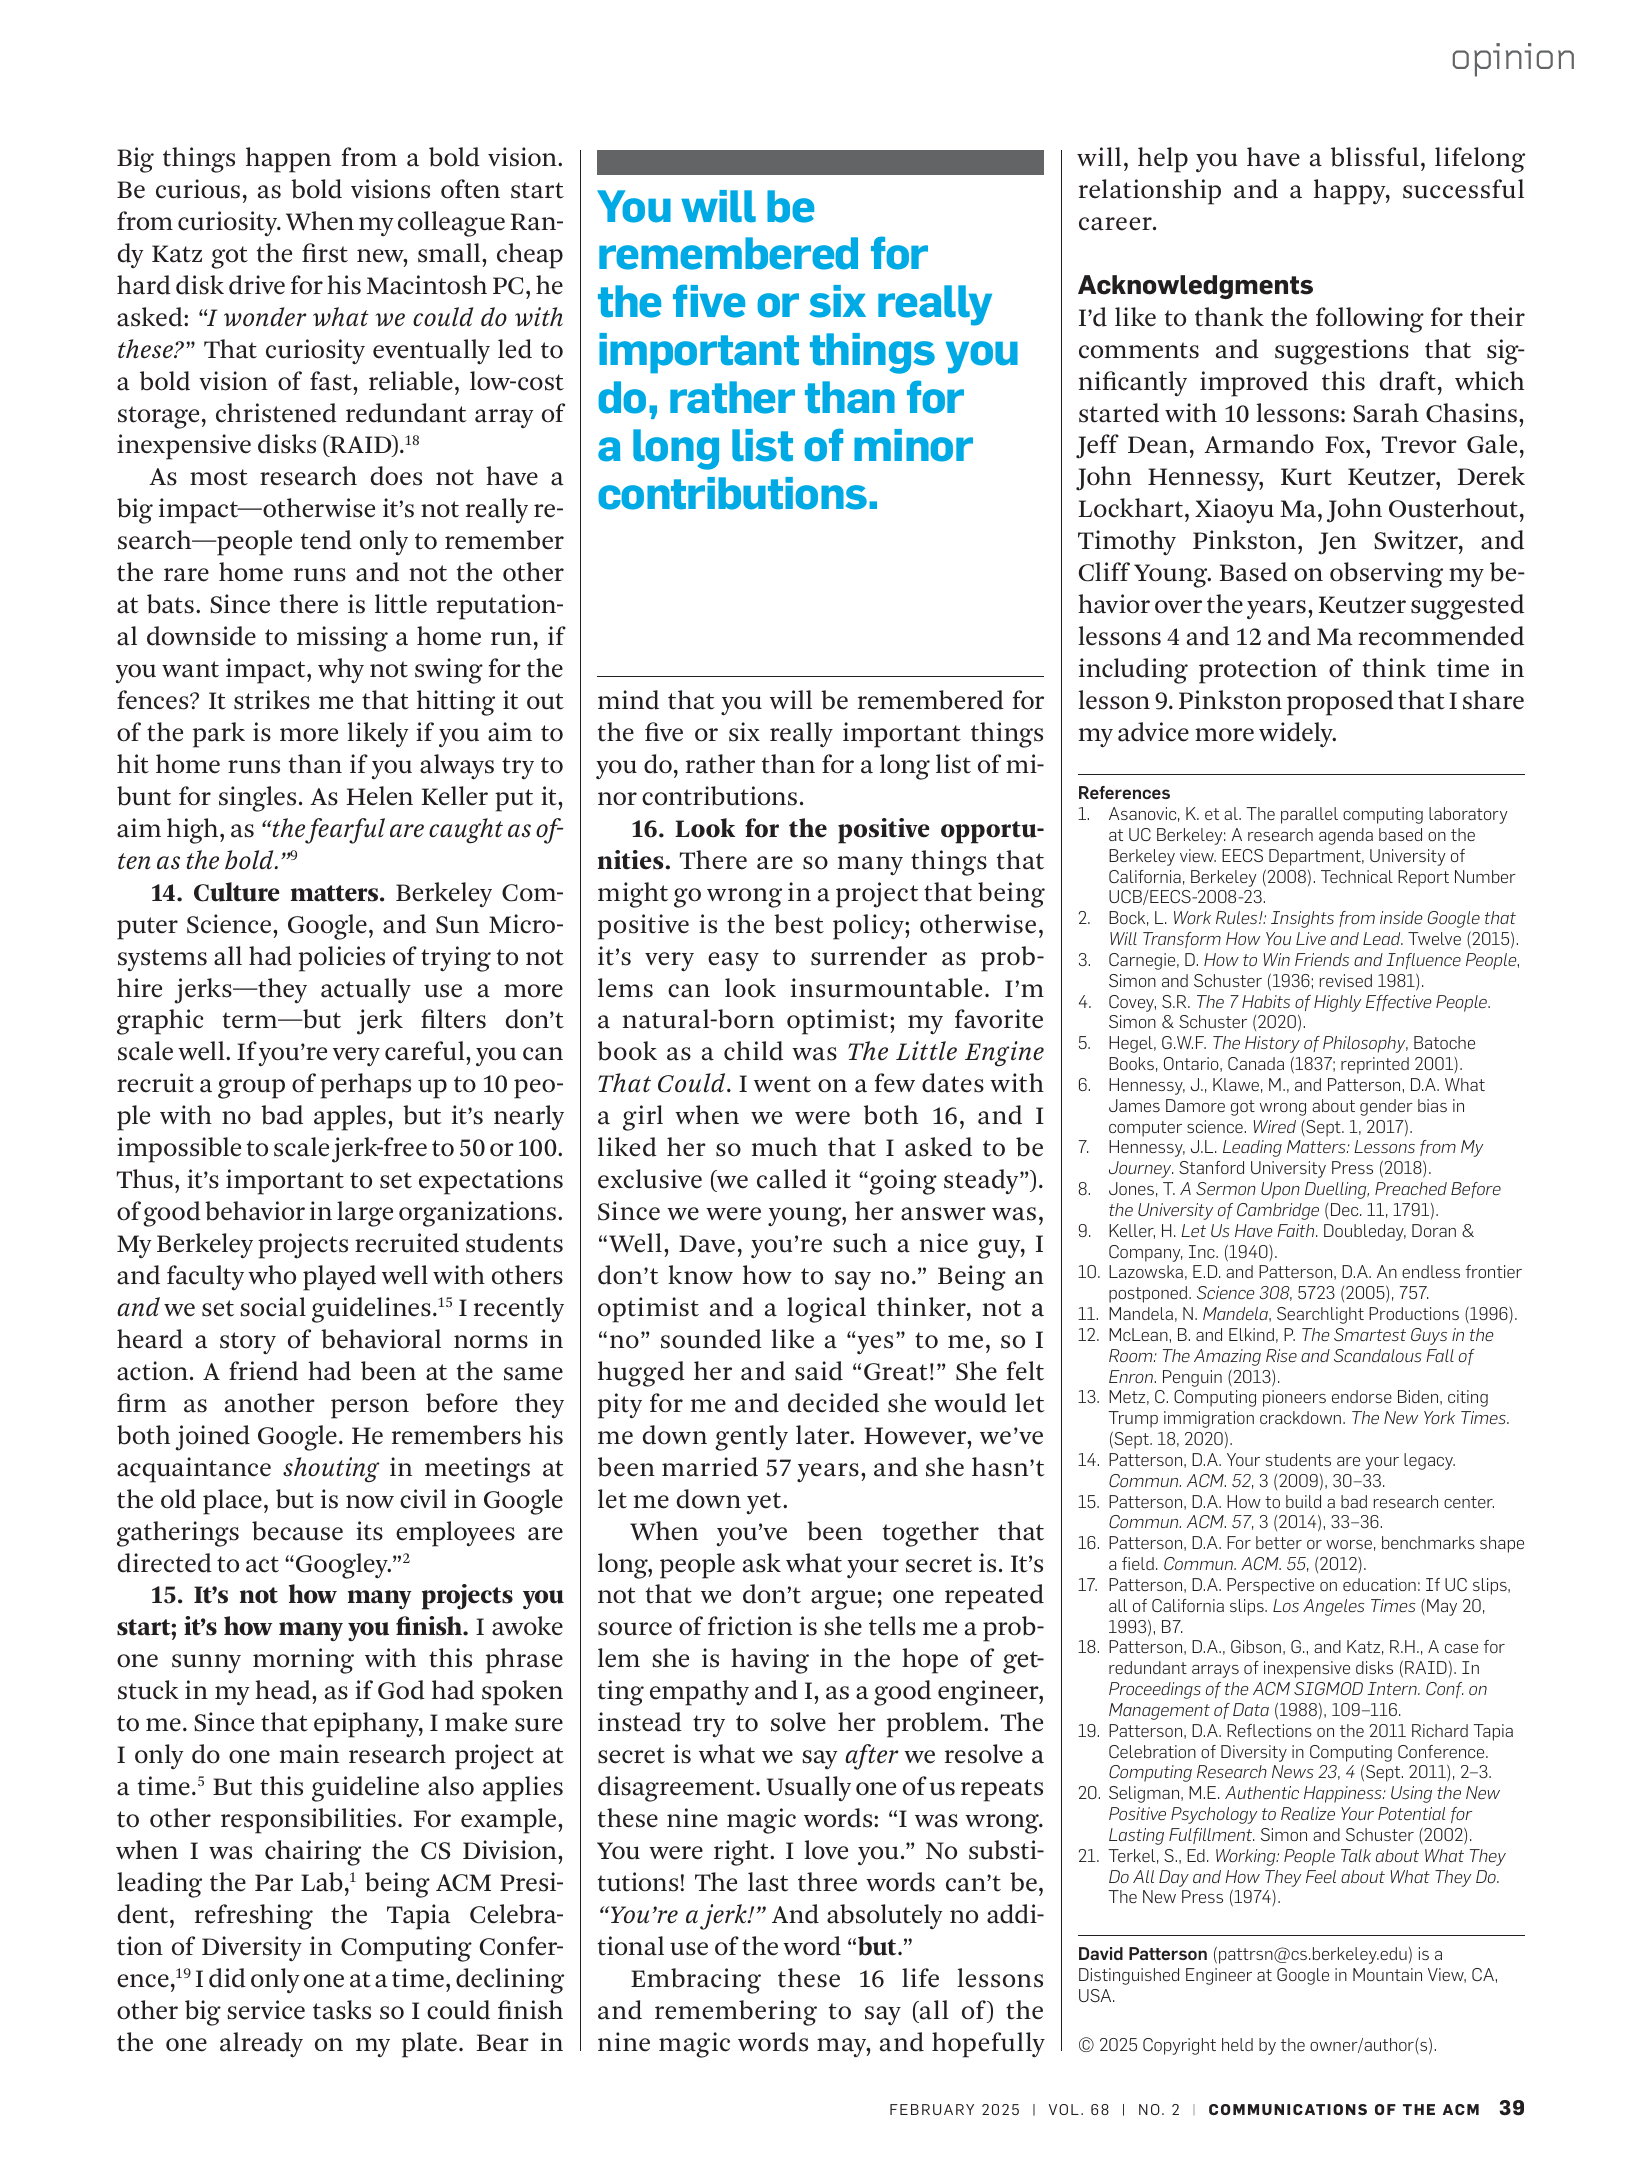 opinion
Big things happen from a bold vision.
Be curious, as bold visions often start
from curiosity. When my colleague Ran-
dy Katz got the first new, small, cheap
hard disk drive for his Macintosh PC, he
asked: “I wonder what we could do with
these?” That curiosity eventually led to
a bold vision of fast, reliable, low-cost
storage, christened redundant array of
inexpensive disks (RAID).18
As most research does not have a
big impact—otherwise it’s not really re-
search—people tend only to remember
the rare home runs and not the other
at bats. Since there is little reputation-
al downside to missing a home run, if
you want impact, why not swing for the
fences? It strikes me that hitting it out
of the park is more likely if you aim to
hit home runs than if you always try to
bunt for singles. As Helen Keller put it,
aim high, as “the fearful are caught as of-
ten as the bold.”9
14. Culture matters. Berkeley Com-
puter Science, Google, and Sun Micro-
systems all had policies of trying to not
hire jerks—they actually use a more
graphic term—but jerk filters don’t
scale well. If you’re very careful, you can
recruit a group of perhaps up to 10 peo-
ple with no bad apples, but it’s nearly
impossible to scale jerk-free to 50 or 100.
Thus, it’s important to set expectations
of good behavior in large organizations.
My Berkeley projects recruited students
and faculty who played well with others
and we set social guidelines.15 I recently
heard a story of behavioral norms in
action. A friend had been at the same
firm as another person before they
both joined Google. He remembers his
acquaintance shouting in meetings at
the old place, but is now civil in Google
gatherings because its employees are
directed to act “Googley.”2
15. It’s not how many projects you
start; it’s how many you finish. I awoke
one sunny morning with this phrase
stuck in my head, as if God had spoken
to me. Since that epiphany, I make sure
I only do one main research project at
a time.5 But this guideline also applies
to other responsibilities. For example,
when I was chairing the CS Division,
leading the Par Lab,1 being ACM Presi-
dent, refreshing the Tapia Celebra-
tion of Diversity in Computing Confer-
ence,19 I did only one at a time, declining
other big service tasks so I could finish
the one already on my plate. Bear in
You will be
remembered for
the five or six really
important things you
do, rather than for
a long list of minor
contributions.
mind that you will be remembered for
the five or six really important things
you do, rather than for a long list of mi-
nor contributions.
16. Look for the positive opportu-
nities. There are so many things that
might go wrong in a project that being
positive is the best policy; otherwise,
it’s very easy to surrender as prob-
lems can look insurmountable. I’m
a natural-born optimist; my favorite
book as a child was The Little Engine
That Could. I went on a few dates with
a girl when we were both 16, and I
liked her so much that I asked to be
exclusive (we called it “going steady”).
Since we were young, her answer was,
“Well, Dave, you’re such a nice guy, I
don’t know how to say no.” Being an
optimist and a logical thinker, not a
“no” sounded like a “yes” to me, so I
hugged her and said “Great!” She felt
pity for me and decided she would let
me down gently later. However, we’ve
been married 57 years, and she hasn’t
let me down yet.
When you’ve been together that
long, people ask what your secret is. It’s
not that we don’t argue; one repeated
source of friction is she tells me a prob-
lem she is having in the hope of get-
ting empathy and I, as a good engineer,
instead try to solve her problem. The
secret is what we say after we resolve a
disagreement. Usually one of us repeats
these nine magic words: “I was wrong.
You were right. I love you.” No substi-
tutions! The last three words can’t be,
“You’re a jerk!” And absolutely no addi-
tional use of the word “but.”
Embracing these 16 life lessons
and remembering to say (all of) the
nine magic words may, and hopefully
will, help you have a blissful, lifelong
relationship and a happy, successful
career.
Acknowledgments
I’d like to thank the following for their
comments and suggestions that sig-
nificantly improved this draft, which
started with 10 lessons: Sarah Chasins,
Jeff Dean, Armando Fox, Trevor Gale,
John Hennessy, Kurt Keutzer, Derek
Lockhart, Xiaoyu Ma, John Ousterhout,
Timothy Pinkston, Jen Switzer, and
Cliff Young. Based on observing my be-
havior over the years, Keutzer suggested
lessons 4 and 12 and Ma recommended
including protection of think time in
lesson 9. Pinkston proposed that I share
my advice more widely.
References
1. Asanovic, K. et al. The parallel computing laboratory
at UC Berkeley: A research agenda based on the
Berkeley view. EECS Department, University of
California, Berkeley (2008). Technical Report Number
UCB/EECS-2008-23.
2. Bock, L. Work Rules!: Insights from inside Google that
Will Transform How You Live and Lead. Twelve (2015).
3. Carnegie, D. How to Win Friends and Influence People,
Simon and Schuster (1936; revised 1981).
4. Covey, S.R. The 7 Habits of Highly Effective People.
Simon & Schuster (2020).
5. Hegel, G.W.F. The History of Philosophy, Batoche
Books, Ontario, Canada (1837; reprinted 2001).
6. Hennessy, J., Klawe, M., and Patterson, D.A. What
James Damore got wrong about gender bias in
computer science. Wired (Sept. 1, 2017).
7. Hennessy, J.L. Leading Matters: Lessons from My
Journey. Stanford University Press (2018).
8. Jones, T. A Sermon Upon Duelling, Preached Before
the University of Cambridge (Dec. 11, 1791).
9. Keller, H. Let Us Have Faith. Doubleday, Doran &
Company, Inc. (1940).
10. Lazowska, E.D. and Patterson, D.A. An endless frontier
postponed. Science 308, 5723 (2005), 757.
11. Mandela, N. Mandela, Searchlight Productions (1996).
12. McLean, B. and Elkind, P. The Smartest Guys in the
Room: The Amazing Rise and Scandalous Fall of
Enron. Penguin (2013).
13. Metz, C. Computing pioneers endorse Biden, citing
Trump immigration crackdown. The New York Times.
(Sept. 18, 2020).
14. Patterson, D.A. Your students are your legacy.
Commun. ACM. 52, 3 (2009), 30–33.
15. Patterson, D.A. How to build a bad research center.
Commun. ACM. 57, 3 (2014), 33–36.
16. Patterson, D.A. For better or worse, benchmarks shape
a field. Commun. ACM. 55, (2012).
17. Patterson, D.A. Perspective on education: If UC slips,
all of California slips. Los Angeles Times (May 20,
1993), B7.
18. Patterson, D.A., Gibson, G., and Katz, R.H., A case for
redundant arrays of inexpensive disks (RAID). In
Proceedings of the ACM SIGMOD Intern. Conf. on
Management of Data (1988), 109–116.
19. Patterson, D.A. Reflections on the 2011 Richard Tapia
Celebration of Diversity in Computing Conference.
Computing Research News 23, 4 (Sept. 2011), 2–3.
20. Seligman, M.E. Authentic Happiness: Using the New
Positive Psychology to Realize Your Potential for
Lasting Fulfillment. Simon and Schuster (2002).
21. Terkel, S., Ed. Working: People Talk about What They
Do All Day and How They Feel about What They Do.
The New Press (1974).
David Patterson (pattrsn@cs.berkeley.edu) is a
Distinguished Engineer at Google in Mountain View, CA,
USA.
© 2025 Copyright held by the owner/author(s).
FEBRUARY 2025 | VOL. 68 | NO. 2 | COMMUNICATIONS OF THE ACM 39